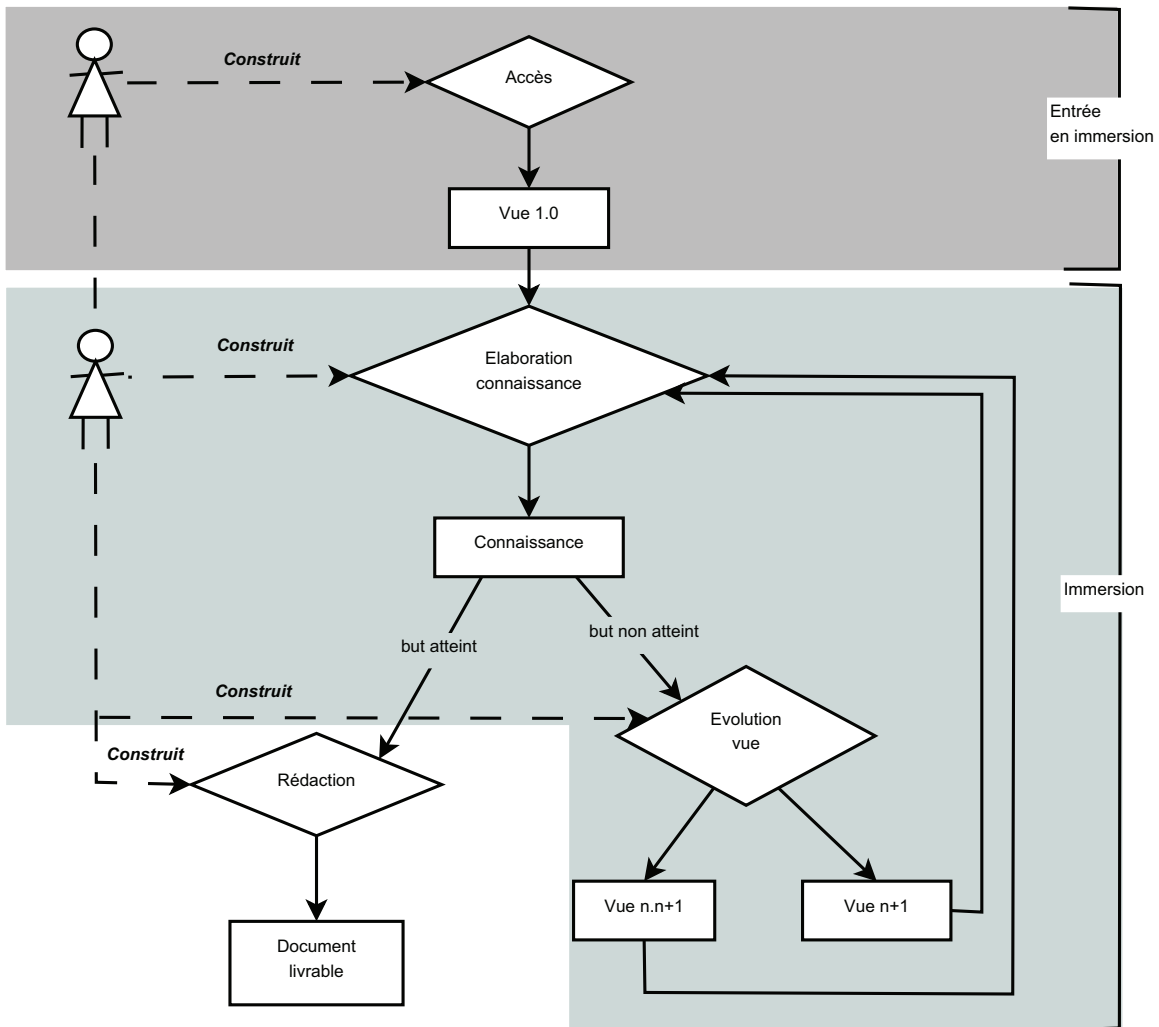 Construit
Accès
Entrée
en immersion
Vue 1.0
Construit
Elaboration
connaissance
Connaissance
Immersion
but atteint
but non atteint
Construit
Evolution
vue
Construit
Rédaction
Vue n.n+1
Vue n+1
Document
livrable